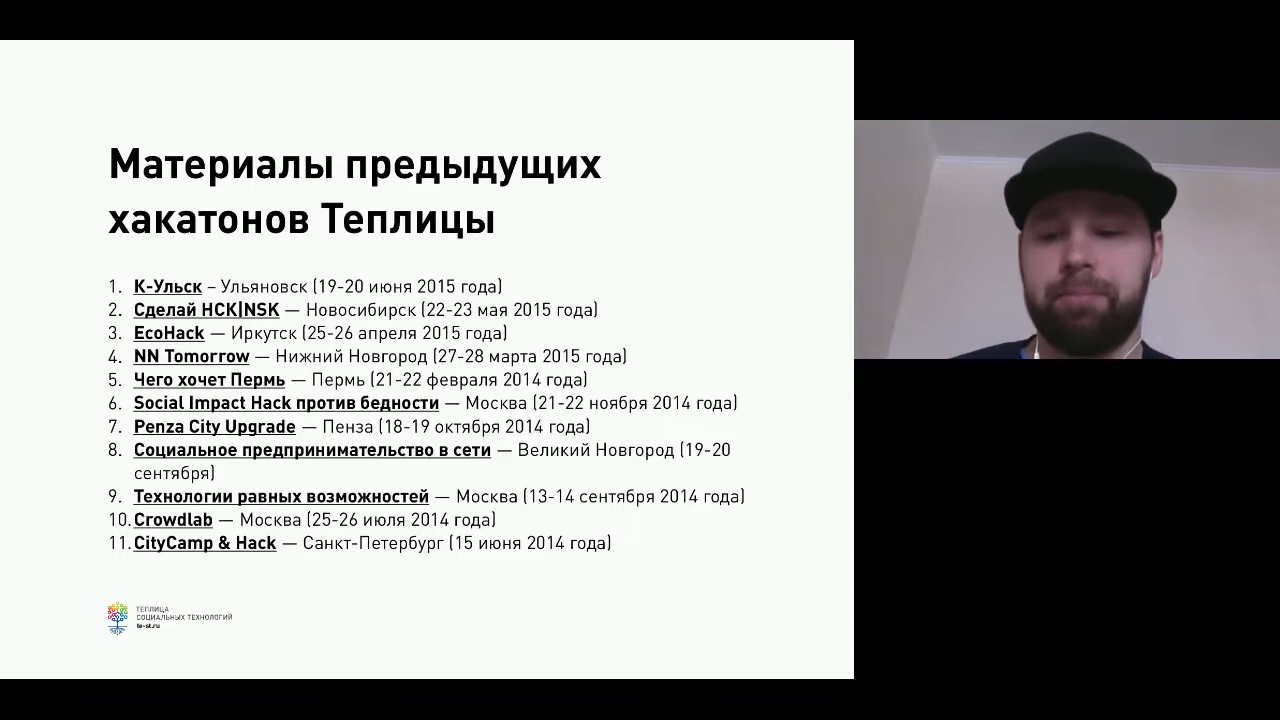 Материалы предыдущих
хакатонов Теплицы
1. К-Ульск – Ульяновск (19-20 июня 2015 года)
2. Сделай НСК|NSK — Новосибирск (22-23 мая 2015 года)
3. EcoHack — Иркутск (25-26 апреля 2015 года)
4. NN Tomorrow — Нижний Новгород (27-28 марта 2015 года)
5. Чего хочет Пермь — Пермь (21-22 февраля 2014 года)
6. Social Impact Hack против бедности — Москва (21-22 ноября 2014 года)
7. Penza City Upgrade — Пенза (18-19 октября 2014 года)
8. Социальное предпринимательство в сети — Великий Новгород (19-20
сентября)
9. Технологии равных возможностей — Москва (13-14 сентября 2014 года)
10. Crowdlab — Москва (25-26 июля 2014 года)
11. CityCamp & Hack — Санкт-Петербург (15 июня 2014 года)
ТЕПЛИЦА
СОЦИАЛЬНЫХ ТЕХНОЛОГИЙ
te-st.ru